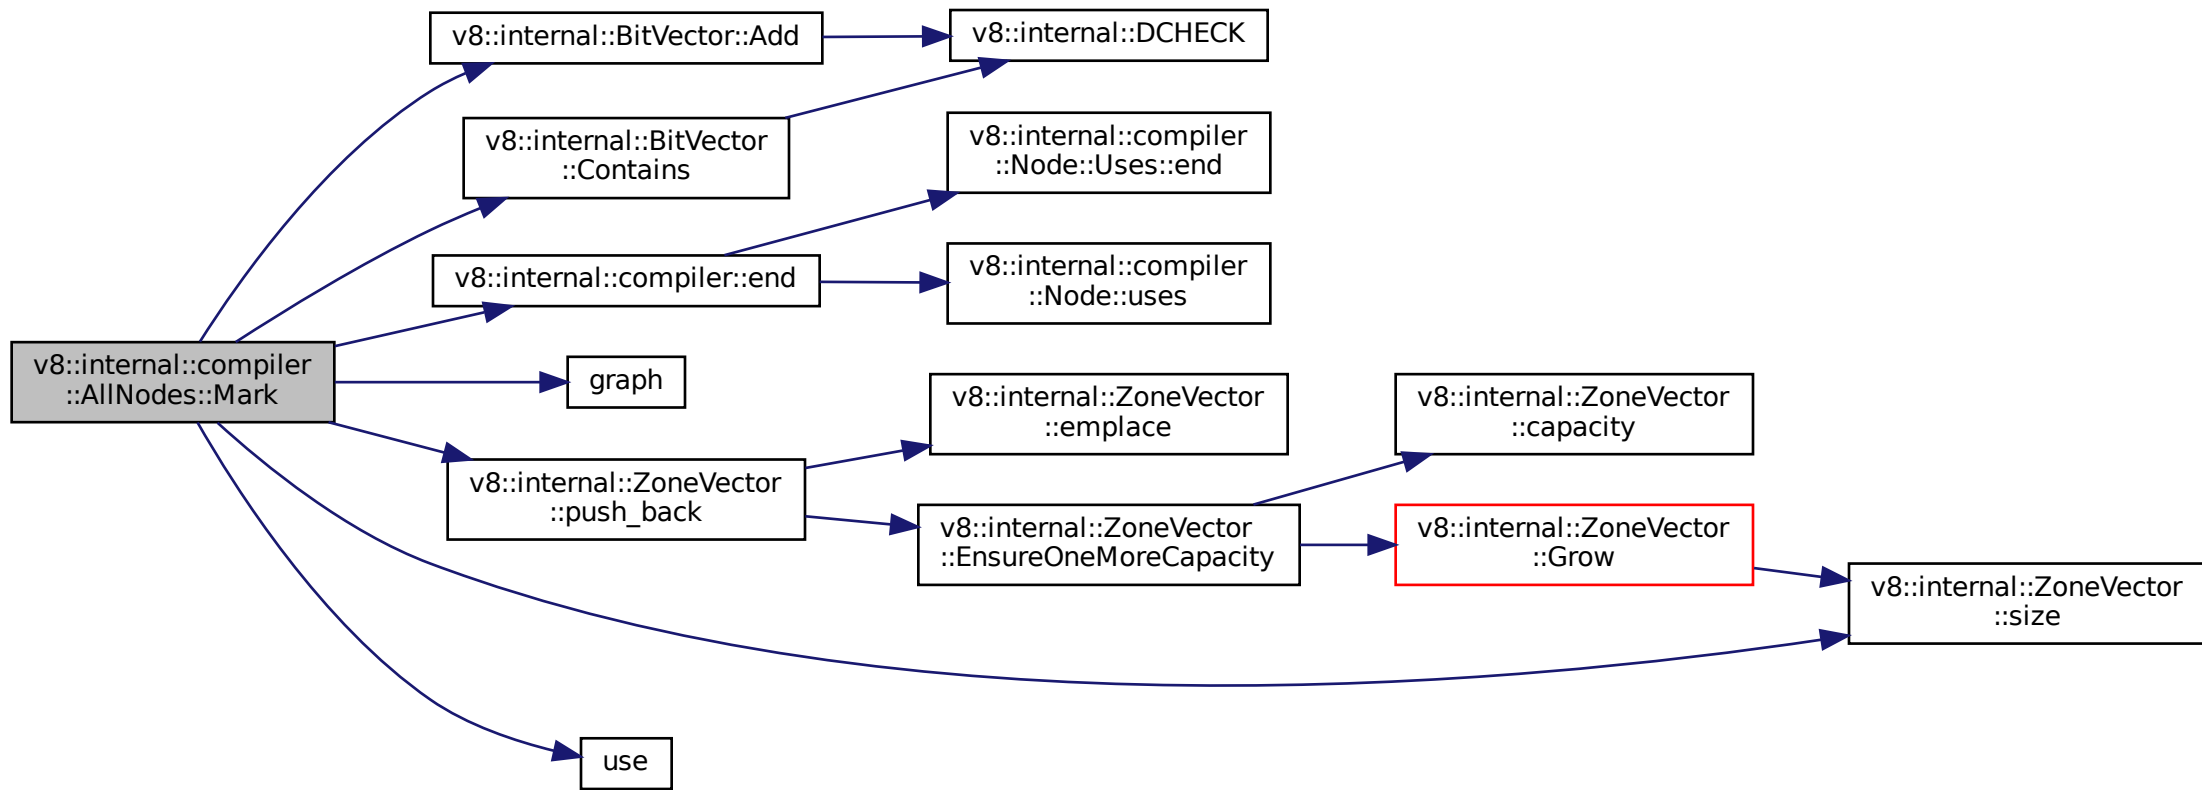 v8::internal::BitVector::Add
v8::internal::DCHECK
v8::internal::BitVector
::Contains
v8::internal::compiler
::Node::Uses::end
v8::internal::compiler::end
v8::internal::compiler
::Node::uses
v8::internal::compiler
::AllNodes::Mark
graph
v8::internal::ZoneVector
::emplace
v8::internal::ZoneVector
::capacity
v8::internal::ZoneVector
::push_back
v8::internal::ZoneVector
::EnsureOneMoreCapacity
v8::internal::ZoneVector
::Grow
v8::internal::ZoneVector
::size
use